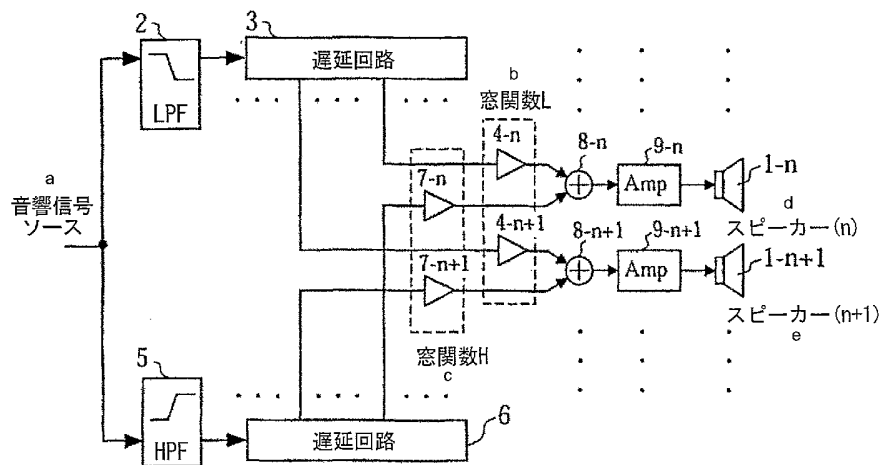 2
3
遅延回路
LPF
b
窓関数L
a
音響信号
ソース
4-n
8-n
9-n
7-n
Amp
1-n
d
スピーカー(n)
4-n+1
8-n+1
9-n+1
7-n+1
Amp
1-n+1
スピーカー(n+1)
e
窓関数H
c
5
HPF
遅延回路
6